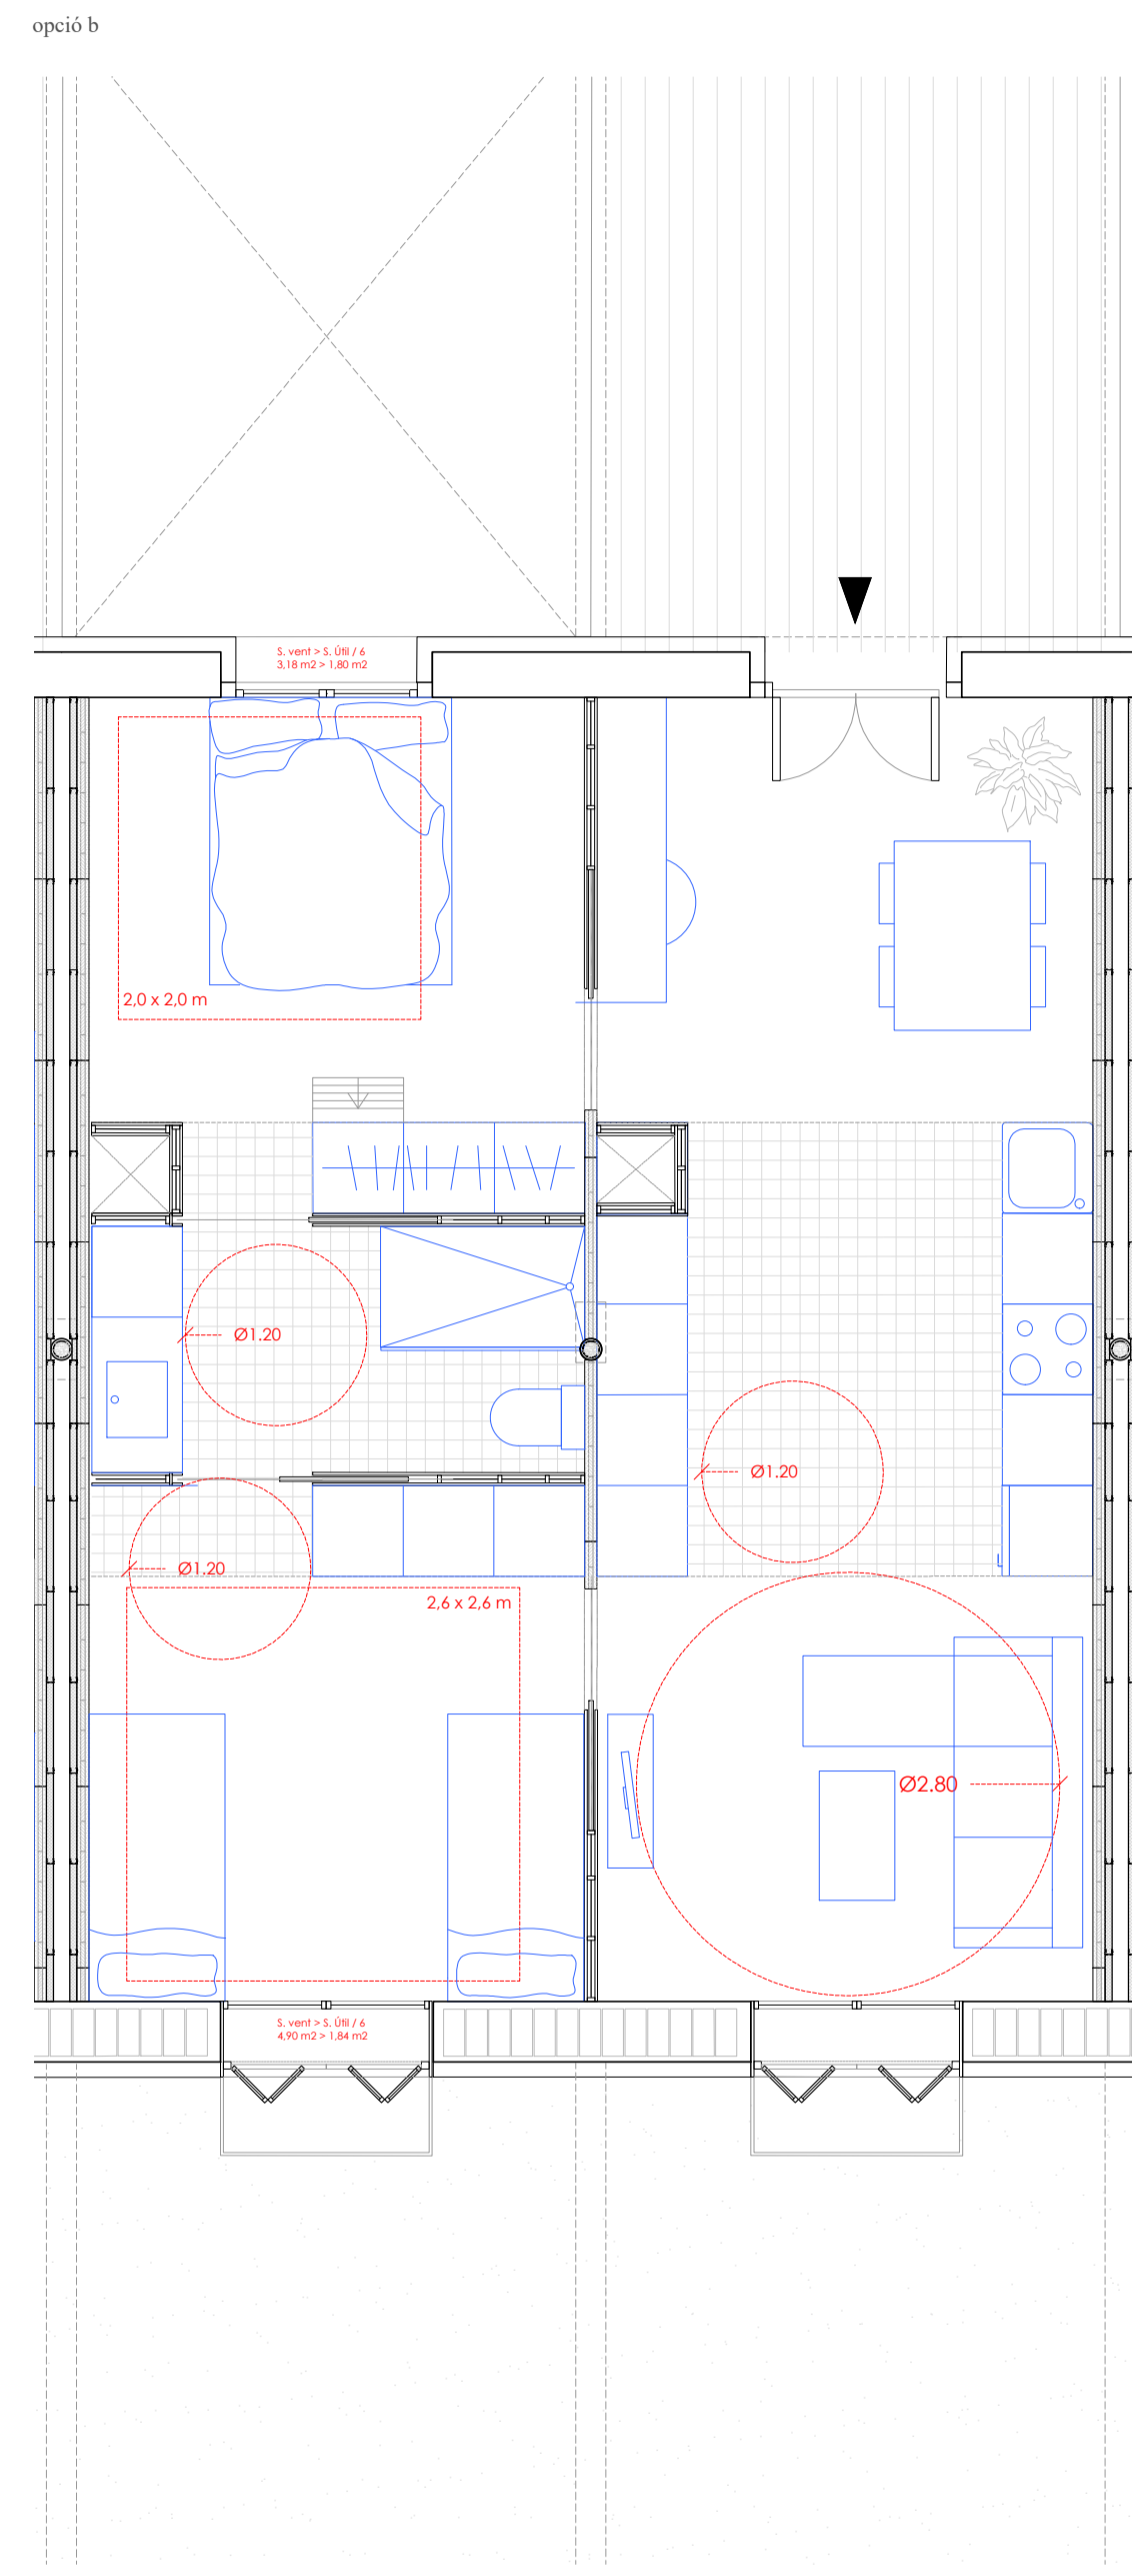 opció b
S. vent > S. Útil / 6
3,18 m2 > 1,80 m2
2,0 x 2,0 m
Ø1.20
Ø1.20
Ø1.20
2,6 x 2,6 m
Ø2.80
S. vent > S. Útil / 6
4,90 m2 > 1,84 m2